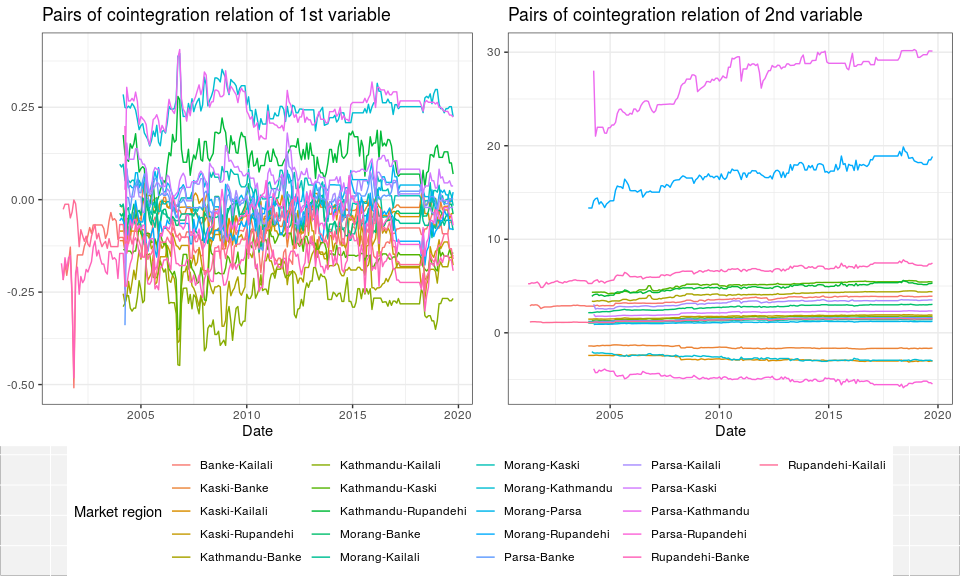 Pairs of cointegration relation of 1st variable
Pairs of cointegration relation of 2nd variable
0.25
0.00
-0.25
-0.50
2005
2010
2015
2020
Date
30
20
10
0
2005
2010
2015
2020
Date
Market region
Banke-Kailali
Kaski-Banke
Kaski-Kailali
Kaski-Rupandehi
Kathmandu-Banke
Kathmandu-Kailali
Kathmandu-Kaski
Kathmandu-Rupandehi
Morang-Banke
Morang-Kailali
Morang-Kaski
Morang-Kathmandu
Morang-Parsa
Morang-Rupandehi
Parsa-Banke
Parsa-Kailali
Parsa-Kaski
Parsa-Kathmandu
Parsa-Rupandehi
Rupandehi-Banke
Rupandehi-Kailali